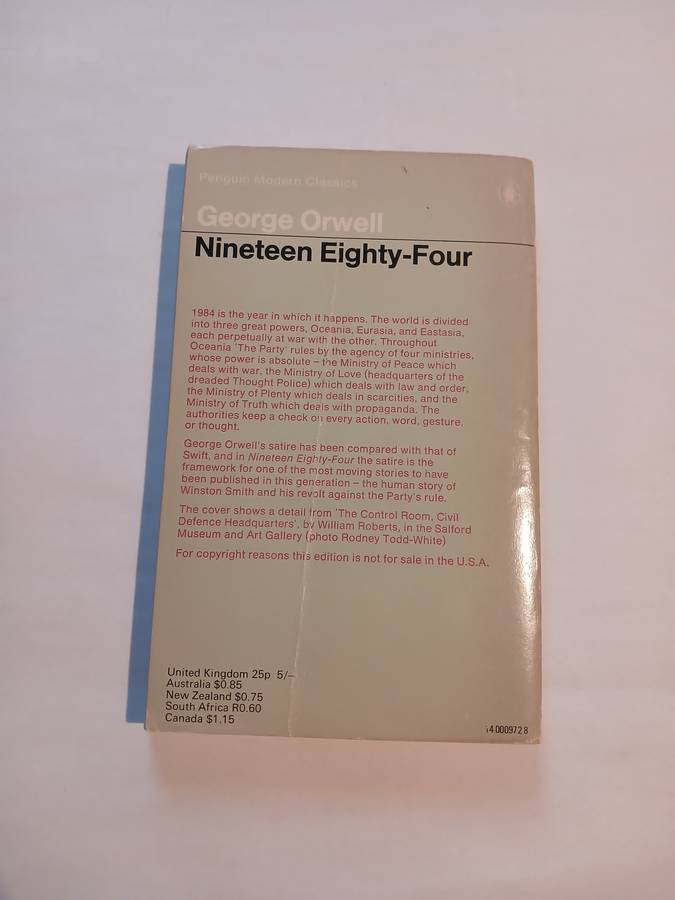 Penguin Modern Classics
George Orwell
Nineteen Eighty-Four
1984 is the year in which it happens. The world is divided
into three great powers, Oceania, Eurasia, and Eastasia,
each perpetually at war with the other. Throughout
Oceania 'The Party' rules by the agency of four ministries,
whose power is absolute – the Ministry of Peace which
deals with war, the Ministry of Love (headquarters of the
dreaded Thought Police) which deals with law and order,
the Ministry of Plenty which deals in scarcities, and the
Ministry of Truth which deals with propaganda. The
authorities keep a check on every action, word, gesture,
or thought.
George Orwell's satire has been compared with that of
Swift, and in Nineteen Eighty-Four the satire is the
framework for one of the most moving stories to have
been published in this generation – the human story of
Winston Smith and his revolt against the Party's rule.
The cover shows a detail from 'The Control Room, Civil
Defence Headquarters', by William Roberts, in the Salford
Museum and Art Gallery (photo Rodney Todd-White)
For copyright reasons this edition is not for sale in the U.S.A.
United Kingdom 25p 5/–
Australia $0.85
New Zealand $0.75
South Africa R0.60
Canada $1.15
14 000972 8